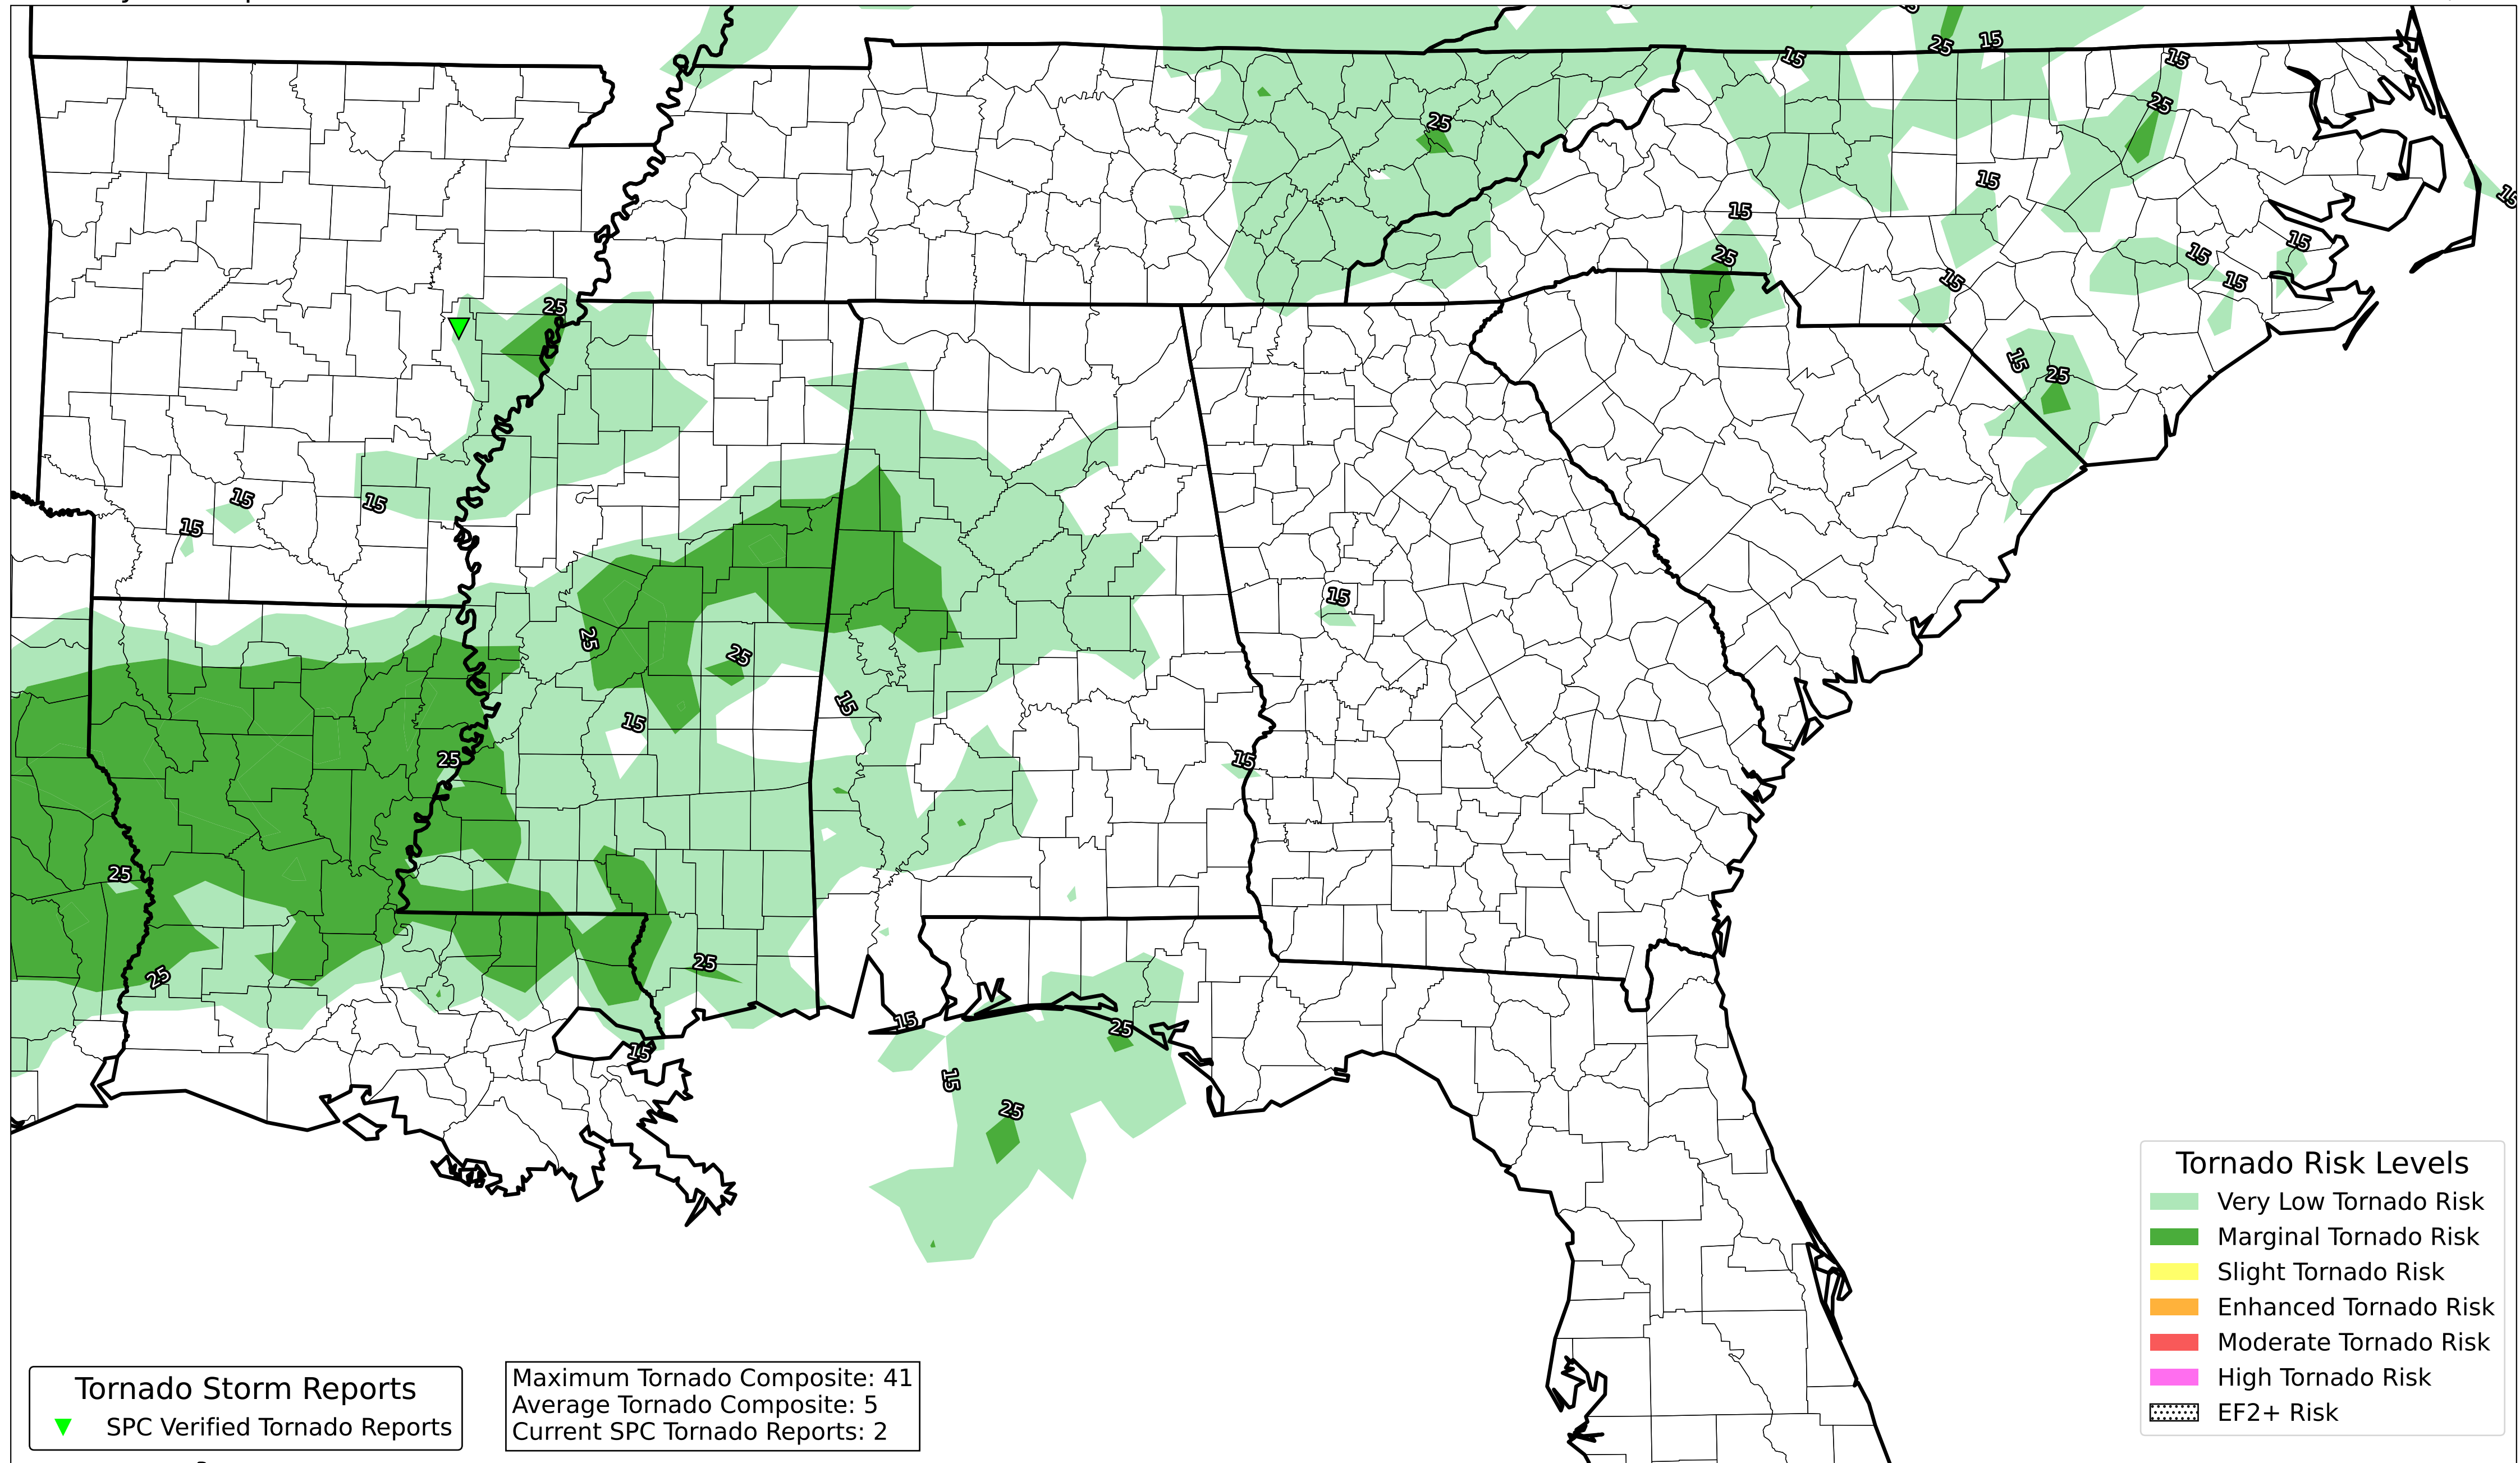 25
15
15
15
25
25
15
15
15
15
25
25
15
15
15
15
25
15
25
15
15
15
15
25
25
15
15
25
15
25
25
25
15
25
15
15
25
Tornado Risk Levels
Very Low Tornado Risk
Marginal Tornado Risk
Slight Tornado Risk
Enhanced Tornado Risk
Moderate Tornado Risk
High Tornado Risk
EF2+ Risk
Tornado Storm Reports
SPC Verified Tornado Reports
Maximum Tornado Composite: 41
Average Tornado Composite: 5
Current SPC Tornado Reports: 2